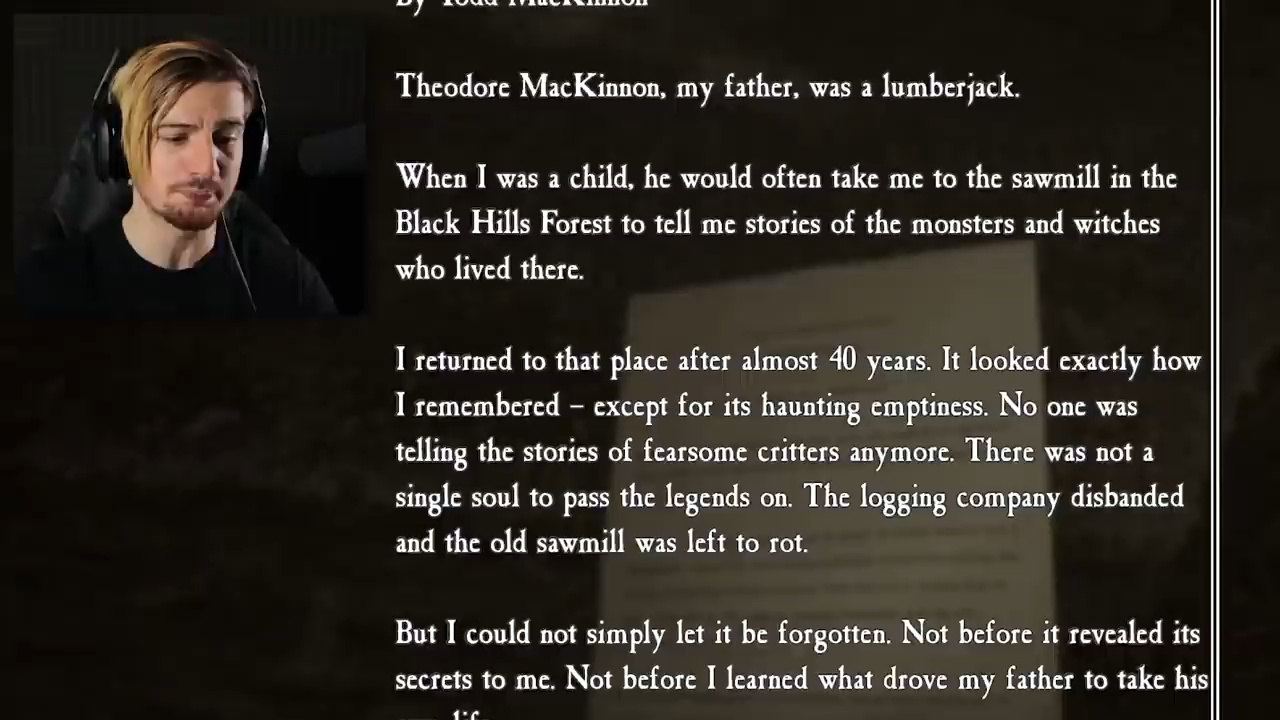 By Todd MacKinnon
Theodore MacKinnon, my father, was a lumberjack.
When I was a child, he would often take me to the sawmill in the
Black Hills Forest to tell me stories of the monsters and witches
who lived there.
I returned to that place after almost 40 years. It looked exactly how
I remembered – except for its haunting emptiness. No one was
telling the stories of fearsome critters anymore. There was not a
single soul to pass the legends on. The logging company disbanded
and the old sawmill was left to rot.
But I could not simply let it be forgotten. Not before it revealed its
secrets to me. Not before I learned what drove my father to take his